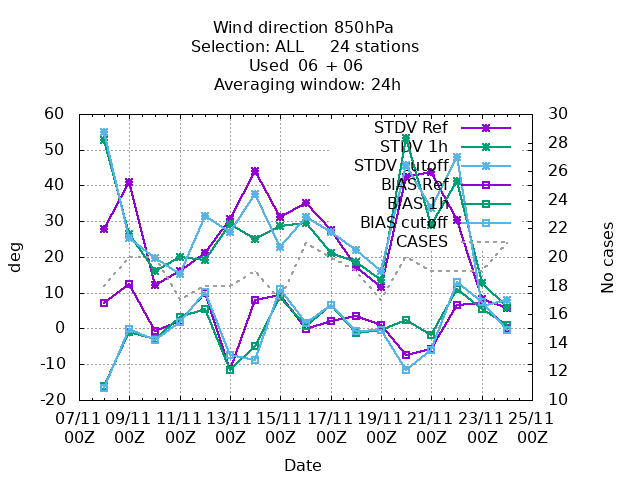 Wind direction 850hPa
Selection: ALL 24 stations
Used 06 + 06
Averaging window: 24h
60
50
40
30
20
10
0
-10
-20
deg
30
28
26
24
22
20
18
16
14
12
10
No cases
STDV Ref
STDV 1h
STDV cutoff
BIAS Ref
BIAS 1h
BIAS cutoff
CASES
07/11 09/11 11/11 13/11 15/11 17/11 19/11 21/11 23/11 25/11
00Z 00Z 00Z 00Z 00Z 00Z 00Z 00Z 00Z 00Z
Date